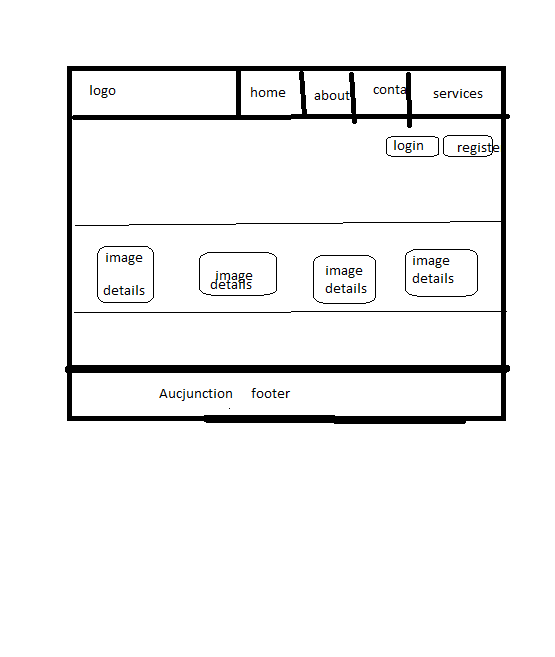 logo
home
about
conta
services
login
registe
image
details
image
details
image
details
image
details
Aucjunction footer